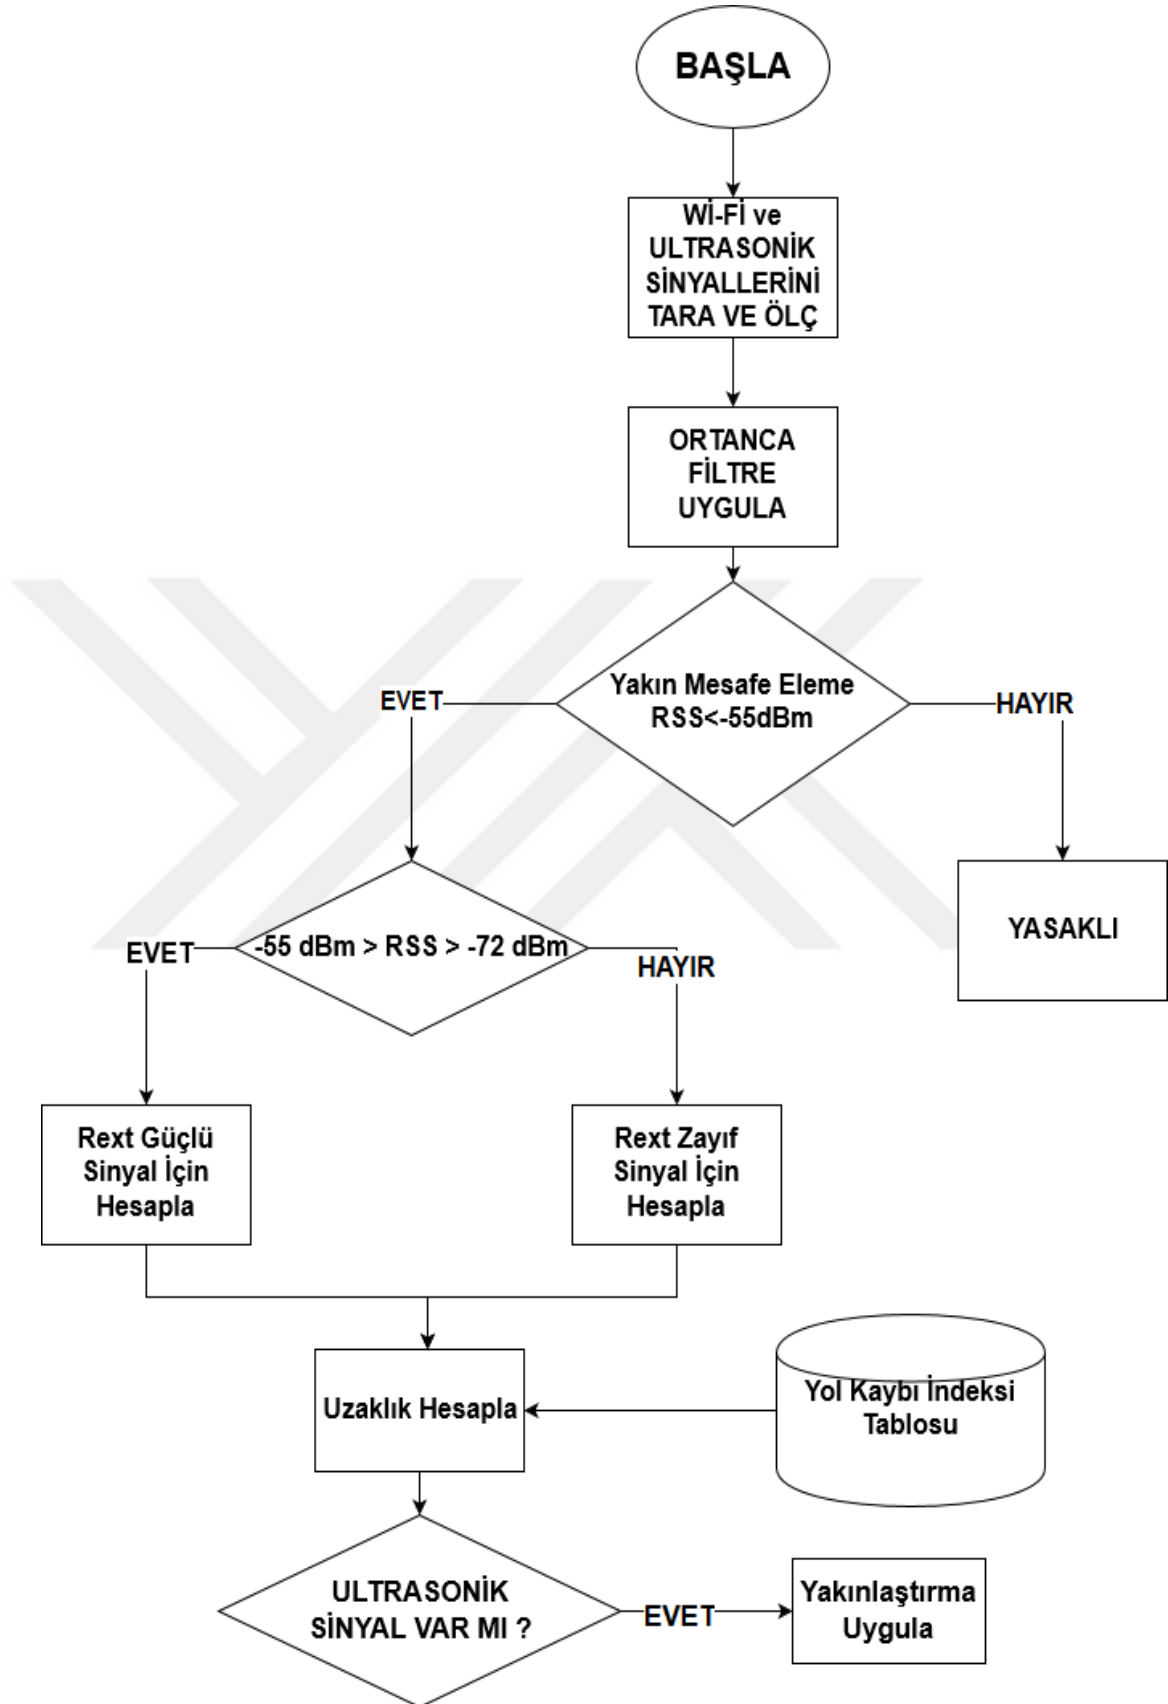 BAŞLA
Wİ-Fİ ve
ULTRASONİK
SİNYALLERİNİ
TARA VE ÖLÇ
ORTANCA
FİLTRE
UYGULA
Yakın Mesafe Eleme
RSS<-55dBm
EVET
HAYIR
YASAKLI
-55 dBm > RSS > -72 dBm
EVET
HAYIR
Rext Güçlü
Sinyal İçin
Hesapla
Rext Zayıf
Sinyal İçin
Hesapla
Uzaklık Hesapla
Yol Kaybı İndeksi
Tablosu
ULTRASONİK
SİNYAL VAR MI ?
EVET
Yakınlaştırma
Uygula